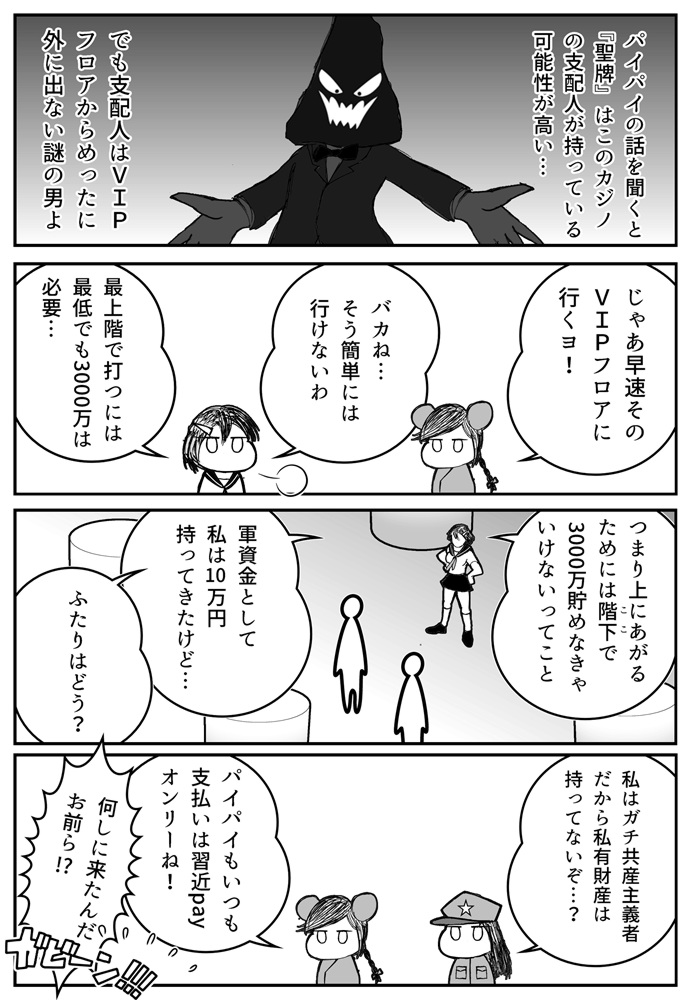 パイパイの話を聞くと
『聖牌』はこのカジノ
の支配人が持っている
可能性が高い…
でも支配人はＶＩＰ
フロアからめったに
外に出ない謎の男よ
じゃあ早速その
ＶＩＰフロアに
行くヨ！
バカね…
そう簡単には
行けないわ
最上階で打つには
最低でも3000万は
必要…
つまり上にあがる
ためには階下で
ここ
3000万貯めなきゃ
いけないってこと
軍資金として
私は10万円
持ってきたけど…
ふたりはどう？
私はガチ共産主義者
だから私有財産は
持ってないぞ…？
パイパイもいつも
支払いは習近pay
オンリーね！
何しに来たんだ
お前ら!?
ガビーン!!!!